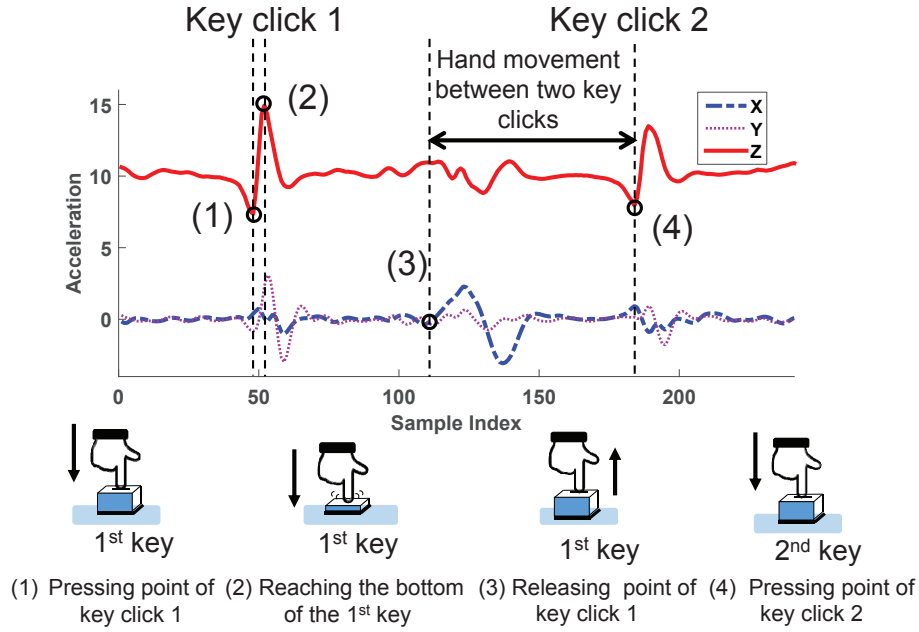 Key click 1
Key click 2
Hand movement
between two key
clicks
(2)
X
Y
Z
15
10
5
0
Acceleration
(1)
(3)
(4)
0
50
100
150
200
Sample Index
1st key
1st key
1st key
2nd key
(1) Pressing point of
key click 1
(2) Reaching the bottom
of the 1st key
(3) Releasing point of
key click 1
(4) Pressing point of
key click 2